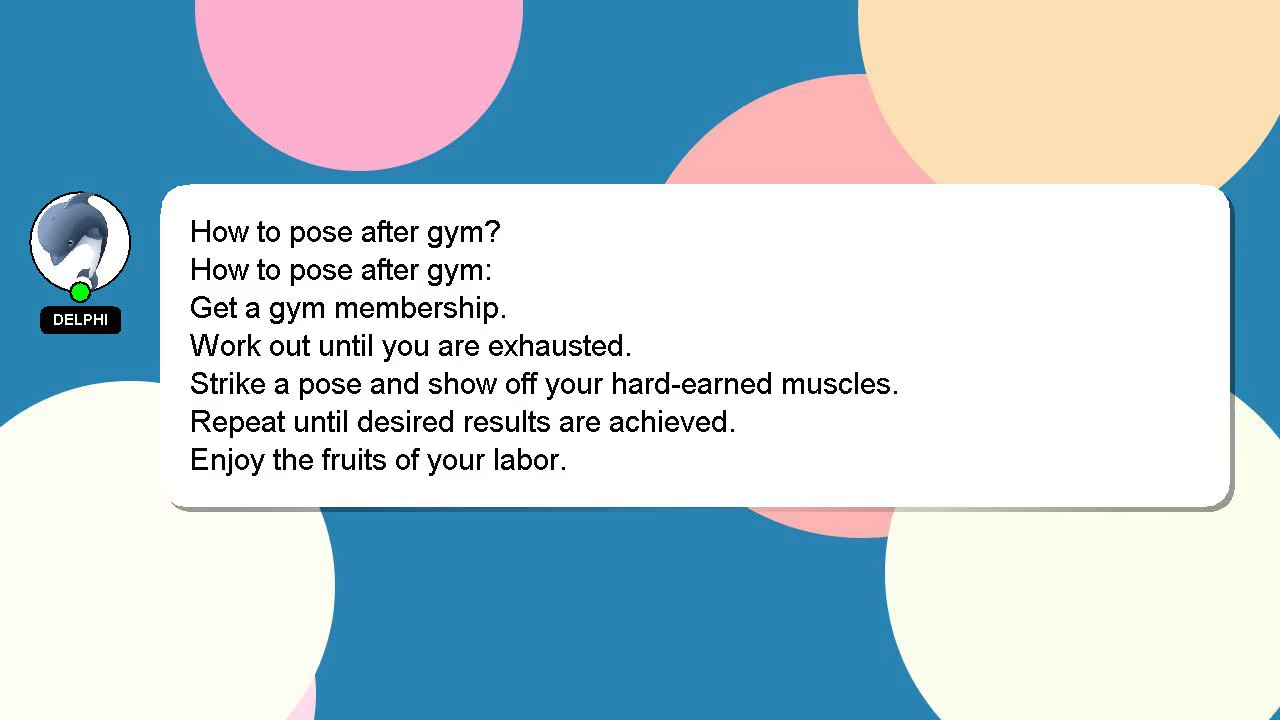 How to pose after gym?
How to pose after gym:
Get a gym membership.
Work out until you are exhausted.
Strike a pose and show off your hard-earned muscles.
Repeat until desired results are achieved.
Enjoy the fruits of your labor.
DELPHI